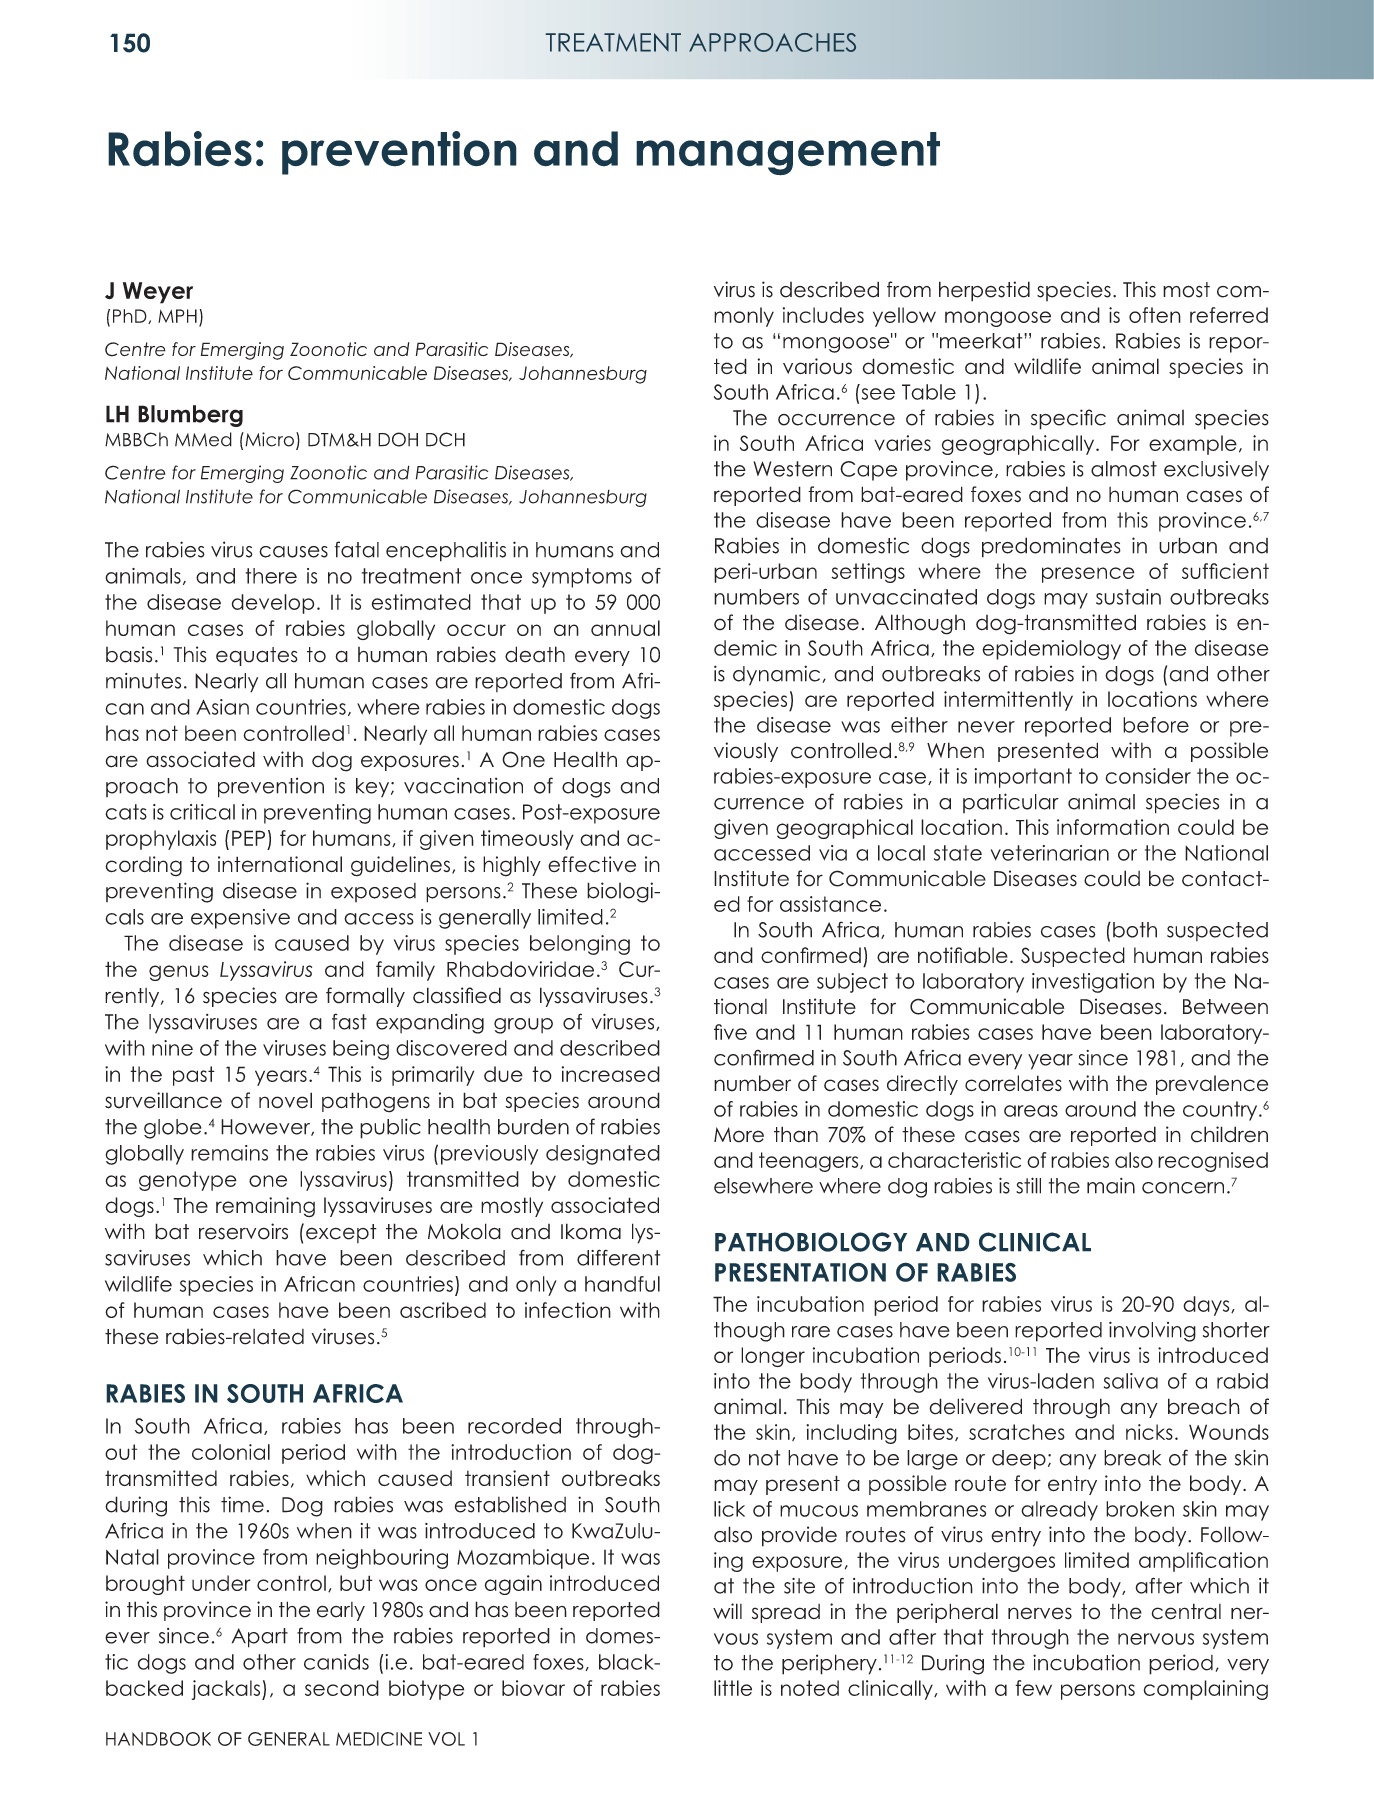 150
TREATMENT APPROACHES
Rabies: prevention and management
J Weyer
(PhD, MPH)
Centre for Emerging Zoonotic and Parasitic Diseases,
National Institute for Communicable Diseases, Johannesburg
LH Blumberg
MBBCh MMed (Micro) DTM&H DOH DCH
Centre for Emerging Zoonotic and Parasitic Diseases,
National Institute for Communicable Diseases, Johannesburg
The rabies virus causes fatal encephalitis in humans and
animals, and there is no treatment once symptoms of
the disease develop. It is estimated that up to 59 000
human cases of rabies globally occur on an annual
basis.¹ This equates to a human rabies death every 10
minutes. Nearly all human cases are reported from Afri-
can and Asian countries, where rabies in domestic dogs
has not been controlled¹. Nearly all human rabies cases
are associated with dog exposures.¹ A One Health ap-
proach to prevention is key; vaccination of dogs and
cats is critical in preventing human cases. Post-exposure
prophylaxis (PEP) for humans, if given timeously and ac-
cording to international guidelines, is highly effective in
preventing disease in exposed persons.² These biologi-
cals are expensive and access is generally limited.²
The disease is caused by virus species belonging to
the genus Lyssavirus and family Rhabdoviridae.³ Cur-
rently, 16 species are formally classified as lyssaviruses.³
The lyssaviruses are a fast expanding group of viruses,
with nine of the viruses being discovered and described
in the past 15 years.⁴ This is primarily due to increased
surveillance of novel pathogens in bat species around
the globe.⁴ However, the public health burden of rabies
globally remains the rabies virus (previously designated
as genotype one lyssavirus) transmitted by domestic
dogs.¹ The remaining lyssaviruses are mostly associated
with bat reservoirs (except the Mokola and Ikoma lys-
saviruses which have been described from different
wildlife species in African countries) and only a handful
of human cases have been ascribed to infection with
these rabies-related viruses.⁵
RABIES IN SOUTH AFRICA
In South Africa, rabies has been recorded through-
out the colonial period with the introduction of dog-
transmitted rabies, which caused transient outbreaks
during this time. Dog rabies was established in South
Africa in the 1960s when it was introduced to KwaZulu-
Natal province from neighbouring Mozambique. It was
brought under control, but was once again introduced
in this province in the early 1980s and has been reported
ever since.⁶ Apart from the rabies reported in domes-
tic dogs and other canids (i.e. bat-eared foxes, black-
backed jackals), a second biotype or biovar of rabies
virus is described from herpestid species. This most com-
monly includes yellow mongoose and is often referred
to as “mongoose" or "meerkat” rabies. Rabies is repor-
ted in various domestic and wildlife animal species in
South Africa.⁶ (see Table 1).
The occurrence of rabies in specific animal species
in South Africa varies geographically. For example, in
the Western Cape province, rabies is almost exclusively
reported from bat-eared foxes and no human cases of
the disease have been reported from this province.⁶,⁷
Rabies in domestic dogs predominates in urban and
peri-urban settings where the presence of sufficient
numbers of unvaccinated dogs may sustain outbreaks
of the disease. Although dog-transmitted rabies is en-
demic in South Africa, the epidemiology of the disease
is dynamic, and outbreaks of rabies in dogs (and other
species) are reported intermittently in locations where
the disease was either never reported before or pre-
viously controlled.⁸,⁹ When presented with a possible
rabies-exposure case, it is important to consider the oc-
currence of rabies in a particular animal species in a
given geographical location. This information could be
accessed via a local state veterinarian or the National
Institute for Communicable Diseases could be contact-
ed for assistance.
In South Africa, human rabies cases (both suspected
and confirmed) are notifiable. Suspected human rabies
cases are subject to laboratory investigation by the Na-
tional Institute for Communicable Diseases. Between
five and 11 human rabies cases have been laboratory-
confirmed in South Africa every year since 1981, and the
number of cases directly correlates with the prevalence
of rabies in domestic dogs in areas around the country.⁶
More than 70% of these cases are reported in children
and teenagers, a characteristic of rabies also recognised
elsewhere where dog rabies is still the main concern.⁷
PATHOBIOLOGY AND CLINICAL
PRESENTATION OF RABIES
The incubation period for rabies virus is 20-90 days, al-
though rare cases have been reported involving shorter
or longer incubation periods.¹⁰⁻¹¹ The virus is introduced
into the body through the virus-laden saliva of a rabid
animal. This may be delivered through any breach of
the skin, including bites, scratches and nicks. Wounds
do not have to be large or deep; any break of the skin
may present a possible route for entry into the body. A
lick of mucous membranes or already broken skin may
also provide routes of virus entry into the body. Follow-
ing exposure, the virus undergoes limited amplification
at the site of introduction into the body, after which it
will spread in the peripheral nerves to the central ner-
vous system and after that through the nervous system
to the periphery.¹¹⁻¹² During the incubation period, very
little is noted clinically, with a few persons complaining
HANDBOOK OF GENERAL MEDICINE VOL 1